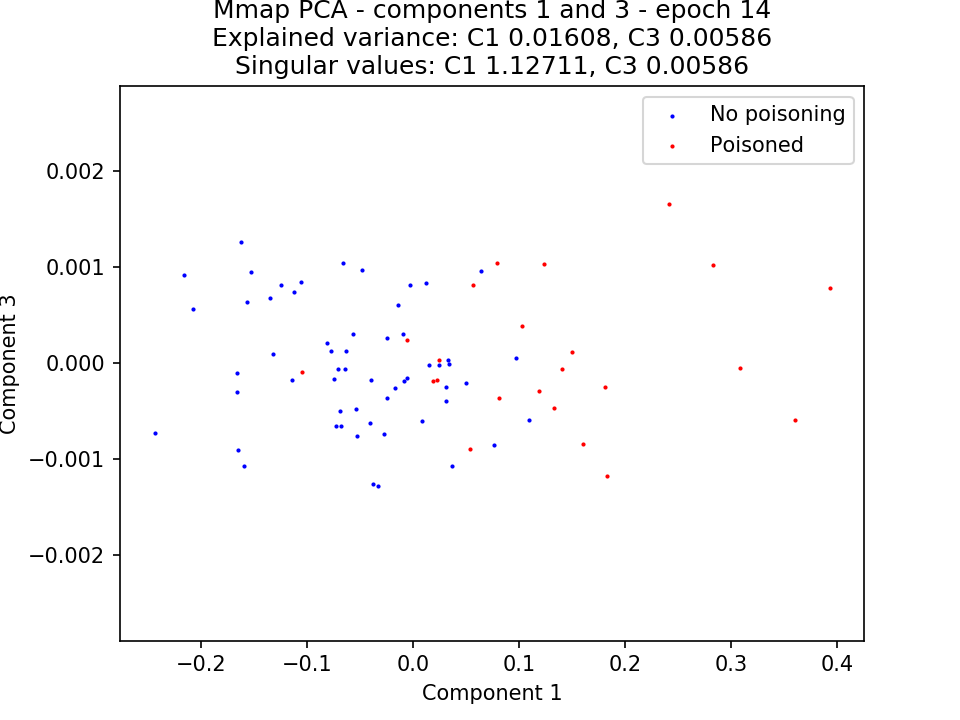 Mmap PCA - components 1 and 3 - epoch 14
Explained variance: C1 0.01608, C3 0.00586
Singular values: C1 1.12711, C3 0.00586
No poisoning
Poisoned
0.002
0.001
0.000
−0.001
−0.002
Component 3
−0.2
−0.1
0.0
0.1
0.2
0.3
0.4
Component 1